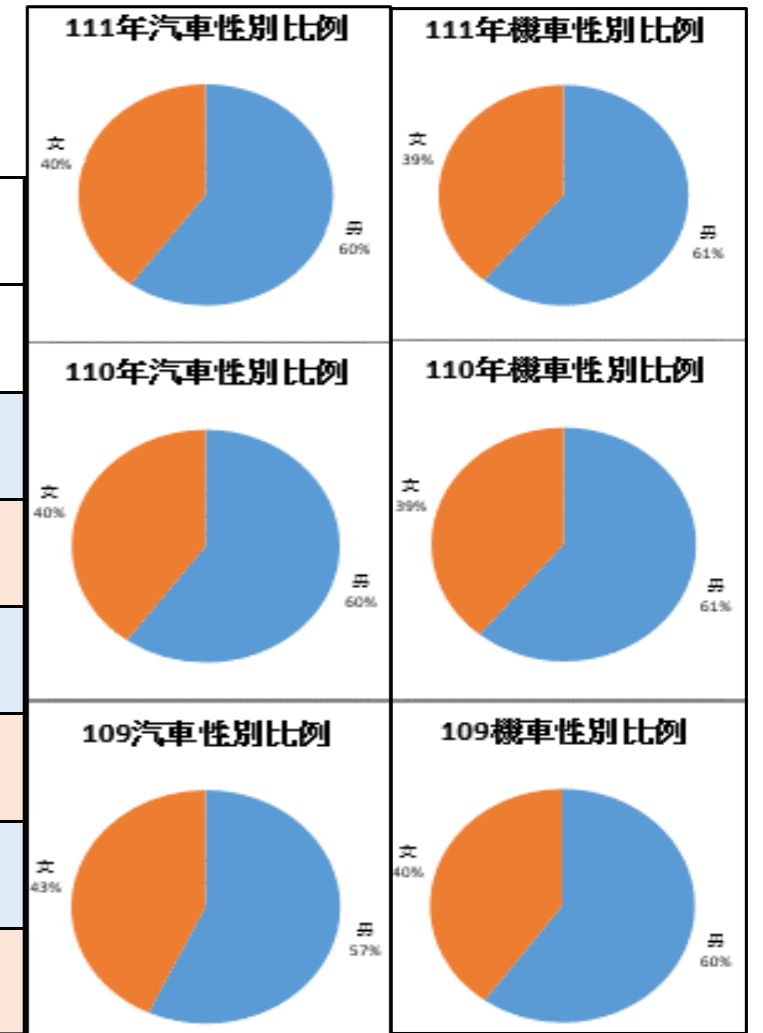 111年汽車性別比例
女
40%
男
60%
111年機車性別比例
女
39%
男
61%
110年汽車性別比例
女
40%
男
60%
110年機車性別比例
女
39%
男
61%
109汽車性別比例
女
43%
男
57%
109機車性別比例
女
40%
男
60%